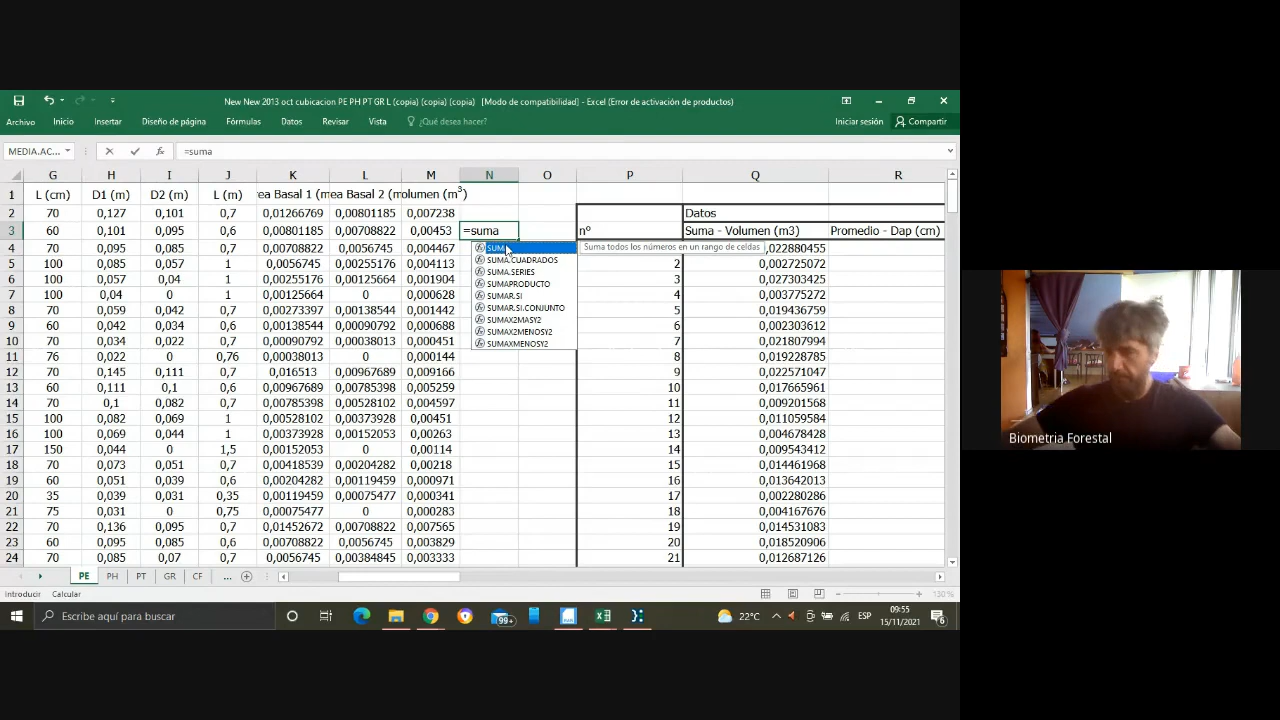 New New 2013 oct cubicacion PE PH PT GR L (copia) (copia) (copia) [Modo de compatibilidad] - Excel (Error de activación de productos)
Archivo Inicio Insertar Diseño de página Fórmulas Datos Revisar Vista ¿Qué desea hacer? Iniciar sesión Compartir
MEDIA.AC... fx =suma
G H I J K L M N O P Q R
1 L (cm) D1 (m) D2 (m) L (m) ea Basal 1 (m ea Basal 2 (m olumen (m³)
2 70 0,127 0,101 0,7 0,01266769 0,00801185 0,007238 Datos
3 60 0,101 0,095 0,6 0,00801185 0,00708822 0,00453 =suma nº Suma - Volumen (m3) Promedio - Dap (cm)
4 70 0,095 0,085 0,7 0,00708822 0,0056745 0,004467 SUMA Suma todos los números en un rango de celdas ,022880455
5 100 0,085 0,057 1 0,0056745 0,00255176 0,004113 SUMA.CUADRADOS 2 0,002725072
6 100 0,057 0,04 1 0,00255176 0,00125664 0,001904 SUMA.SERIES 3 0,027303425
SUMAPRODUCTO
7 100 0,04 0 1 0,00125664 0 0,000628 SUMAR.SI 4 0,003775272
8 70 0,059 0,042 0,7 0,00273397 0,00138544 0,001442 SUMAR.SI.CONJUNTO 5 0,019436759
9 60 0,042 0,034 0,6 0,00138544 0,00090792 0,000688 SUMAX2MASY2 6 0,002303612
10 70 0,034 0,022 0,7 0,00090792 0,00038013 0,000451 SUMAX2MENOSY2 7 0,021807994
11 76 0,022 0 0,76 0,00038013 0 0,000144 SUMAXMENOSY2 8 0,019228785
12 70 0,145 0,111 0,7 0,016513 0,00967689 0,009166 9 0,022571047
13 60 0,111 0,1 0,6 0,00967689 0,00785398 0,005259 10 0,017665961
14 70 0,1 0,082 0,7 0,00785398 0,00528102 0,004597 11 0,009201568
15 100 0,082 0,069 1 0,00528102 0,00373928 0,00451 12 0,011059584
16 100 0,069 0,044 1 0,00373928 0,00152053 0,00263 13 0,004678428
17 150 0,044 0 1,5 0,00152053 0 0,00114 14 0,009543412
18 70 0,073 0,051 0,7 0,00418539 0,00204282 0,00218 15 0,014461968
19 60 0,051 0,039 0,6 0,00204282 0,00119459 0,000971 16 0,013642013
20 35 0,039 0,031 0,35 0,00119459 0,00075477 0,000341 17 0,002280286
21 75 0,031 0 0,75 0,00075477 0 0,000283 18 0,004167676
22 70 0,136 0,095 0,7 0,01452672 0,00708822 0,007565 19 0,014531083
23 60 0,095 0,085 0,6 0,00708822 0,0056745 0,003829 20 0,018520906
24 70 0,085 0,07 0,7 0,0056745 0,00384845 0,003333 21 0,012687126
PE PH PT GR CF ...
Introducir Calcular 130 %
Escribe aquí para buscar 99+ 22°C ESP 09:55 15/11/2021 6
Biometria Forestal